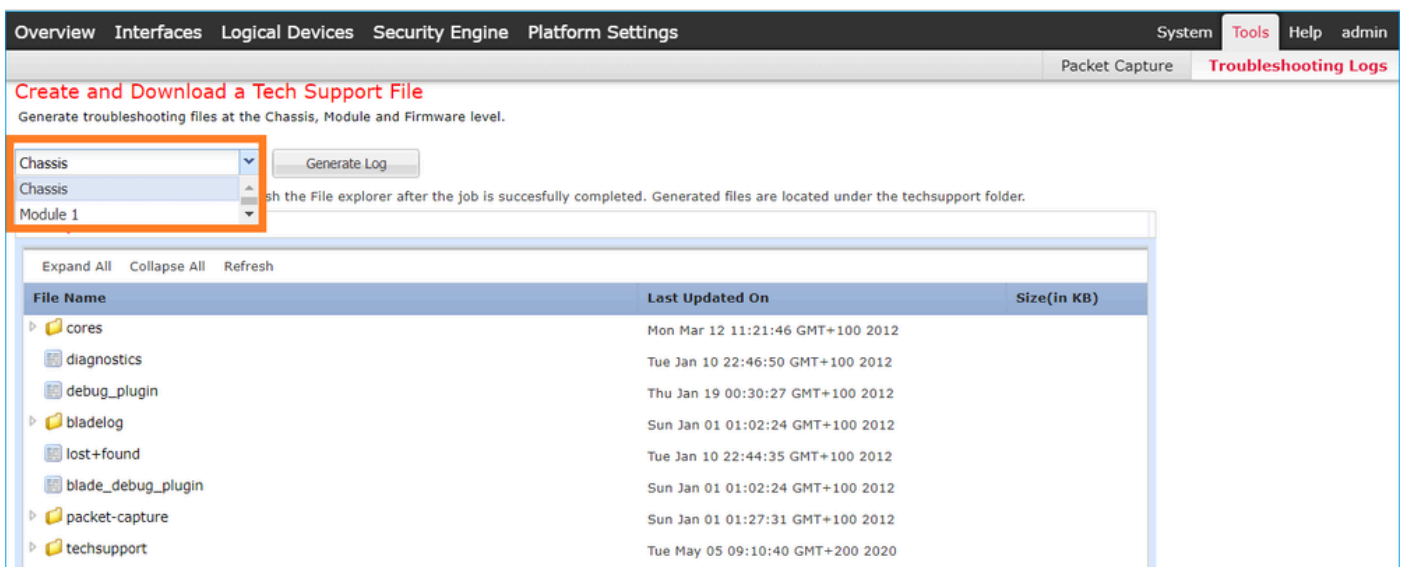 Overview Interfaces Logical Devices Security Engine Platform Settings System Tools Help admin
Packet Capture Troubleshooting Logs
Create and Download a Tech Support File
Generate troubleshooting files at the Chassis, Module and Firmware level.
Chassis Generate Log
Chassis
sh the File explorer after the job is succesfully completed. Generated files are located under the techsupport folder.
Module 1
Expand All Collapse All Refresh
File Name Last Updated On Size(in KB)
cores Mon Mar 12 11:21:46 GMT+100 2012
diagnostics Tue Jan 10 22:46:50 GMT+100 2012
debug_plugin Thu Jan 19 00:30:27 GMT+100 2012
bladelog Sun Jan 01 01:02:24 GMT+100 2012
lost+found Tue Jan 10 22:44:35 GMT+100 2012
blade_debug_plugin Sun Jan 01 01:02:24 GMT+100 2012
packet-capture Sun Jan 01 01:27:31 GMT+100 2012
techsupport Tue May 05 09:10:40 GMT+200 2020